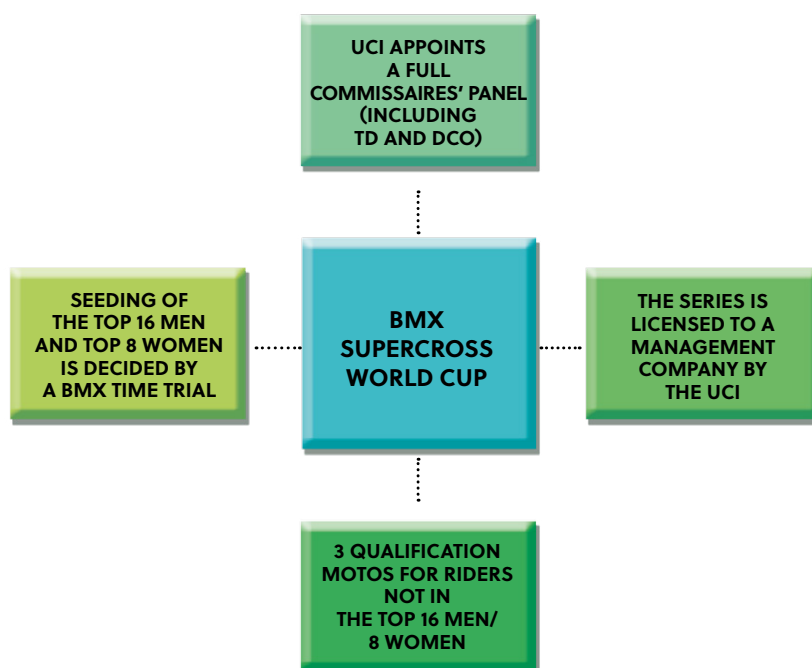 UCI APPOINTS
A FULL
COMMISSAIRES’ PANEL
(INCLUDING
TD AND DCO)
SEEDING OF
THE TOP 16 MEN
AND TOP 8 WOMEN
IS DECIDED BY
A BMX TIME TRIAL
BMX
SUPERCROSS
WORLD CUP
THE SERIES IS
LICENSED TO A
MANAGEMENT
COMPANY BY
THE UCI
3 QUALIFICATION
MOTOS FOR RIDERS
NOT IN
THE TOP 16 MEN/
8 WOMEN